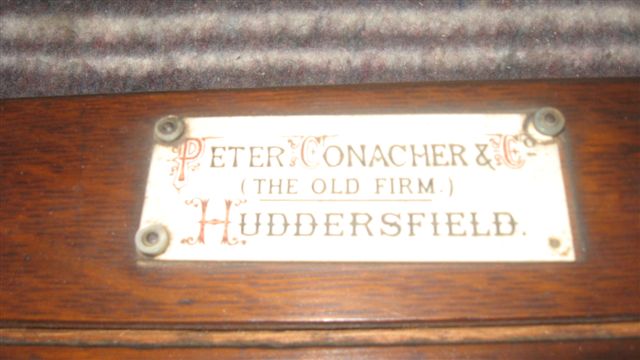 PETER CONACHER & Co.
(THE OLD FIRM.)
HUDDERSFIELD.